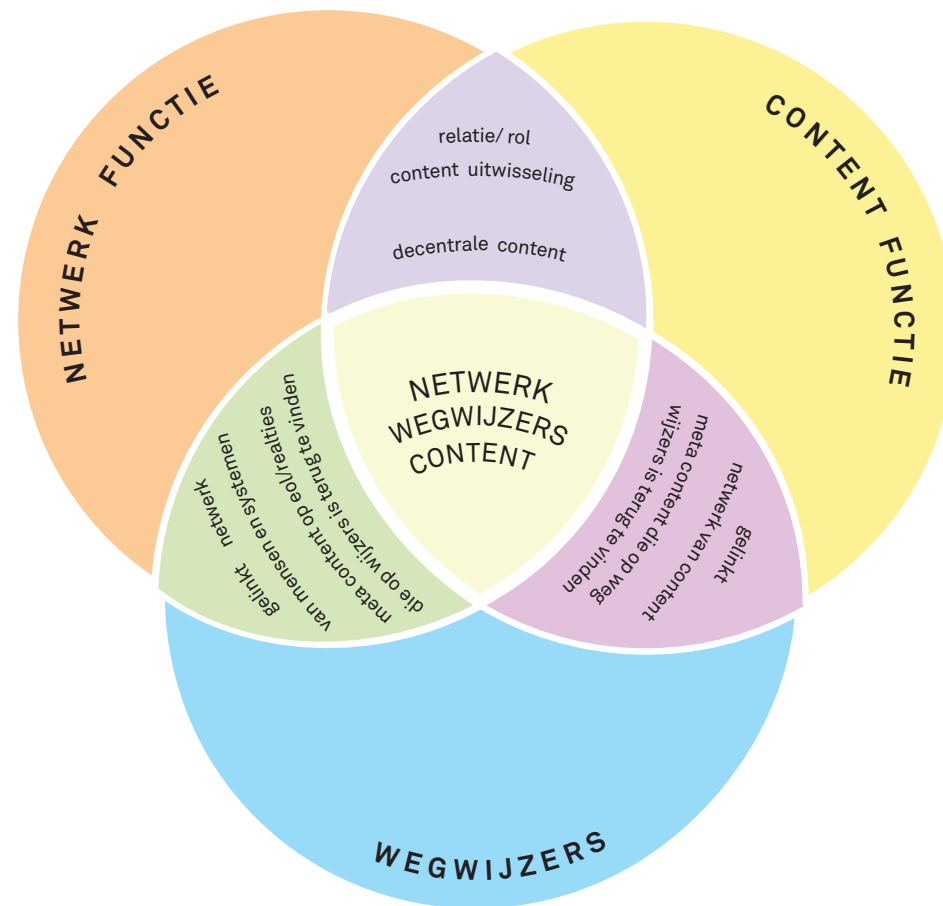 NETWERK FUNCTIE
CONTENT FUNCTIE
relatie/ rol
content uitwisseling
decentrale content
NETWERK
WEGWIJZERS
CONTENT
gelinkt netwerk
van mensen en systemen
meta content op eol/realties
die op wijzers is terug te vinden
gelinkt
netwerk van content
meta content die op weg
wijzers is terug te vinden
WEGWIJZERS